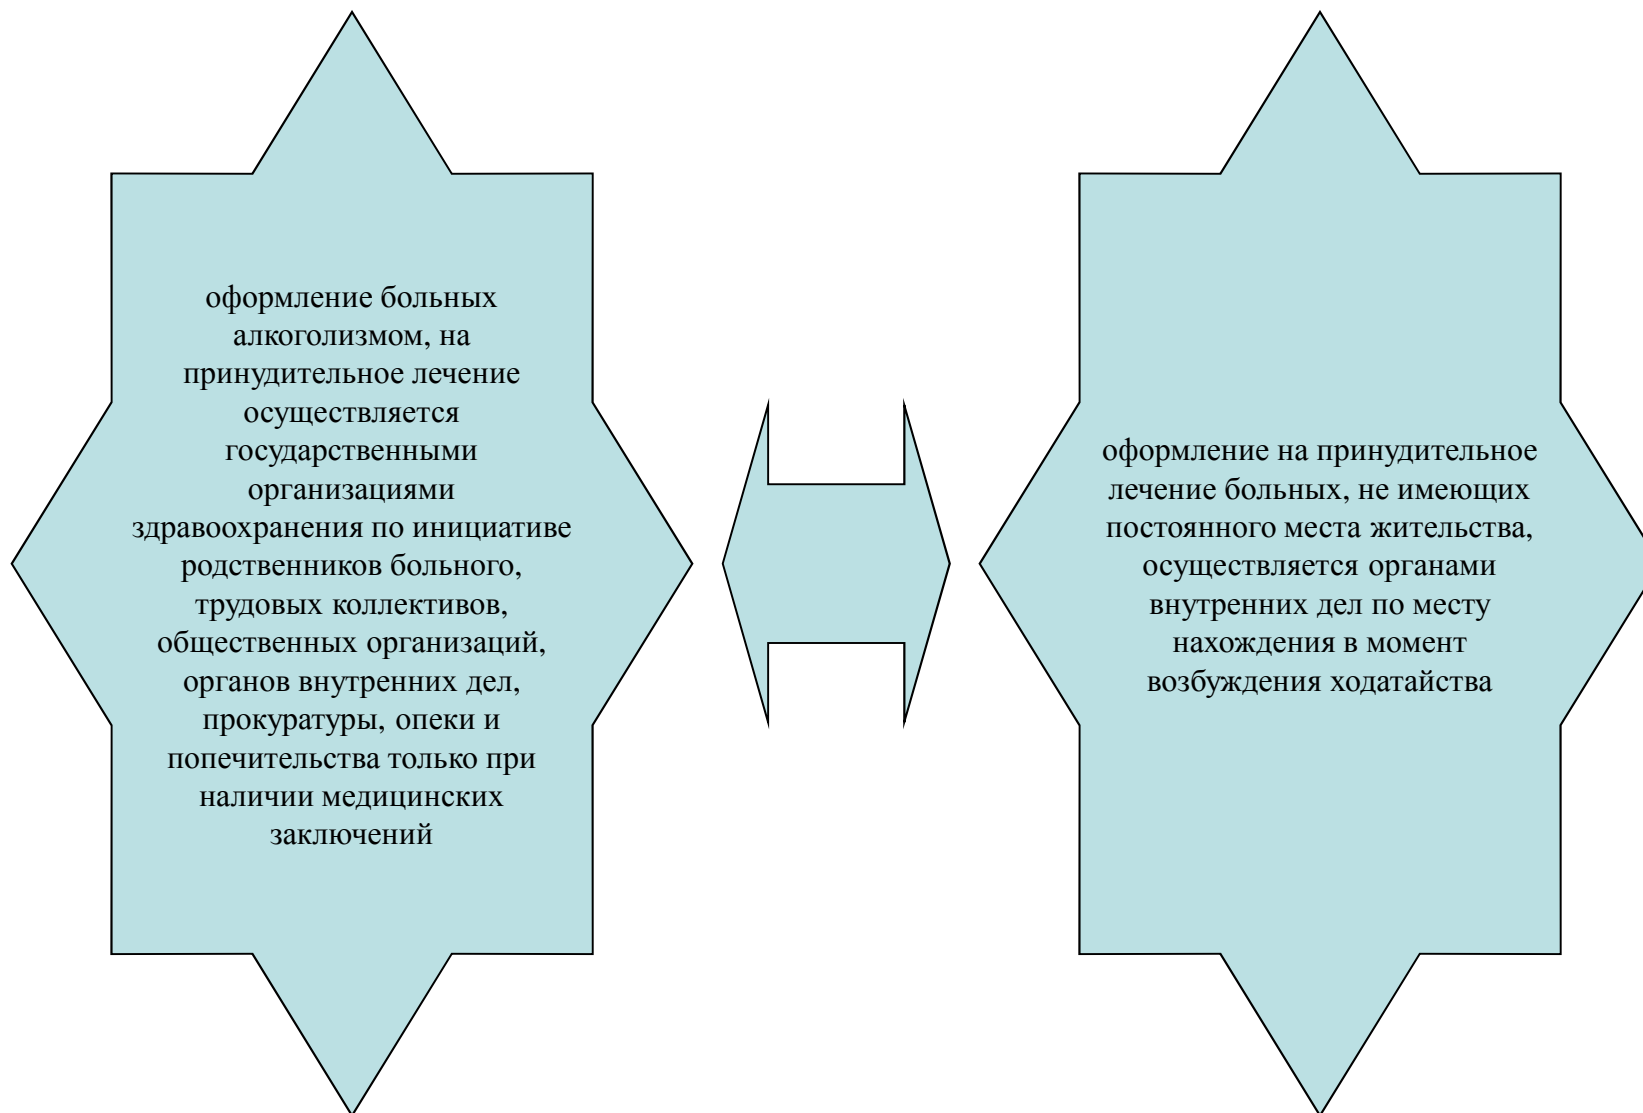 оформление больных
алкоголизмом, на
принудительное лечение
осуществляется
государственными
организациями
здравоохранения по инициативе
родственников больного,
трудовых коллективов,
общественных организаций,
органов внутренних дел,
прокуратуры, опеки и
попечительства только при
наличии медицинских
заключений
оформление на принудительное
лечение больных, не имеющих
постоянного места жительства,
осуществляется органами
внутренних дел по месту
нахождения в момент
возбуждения ходатайства